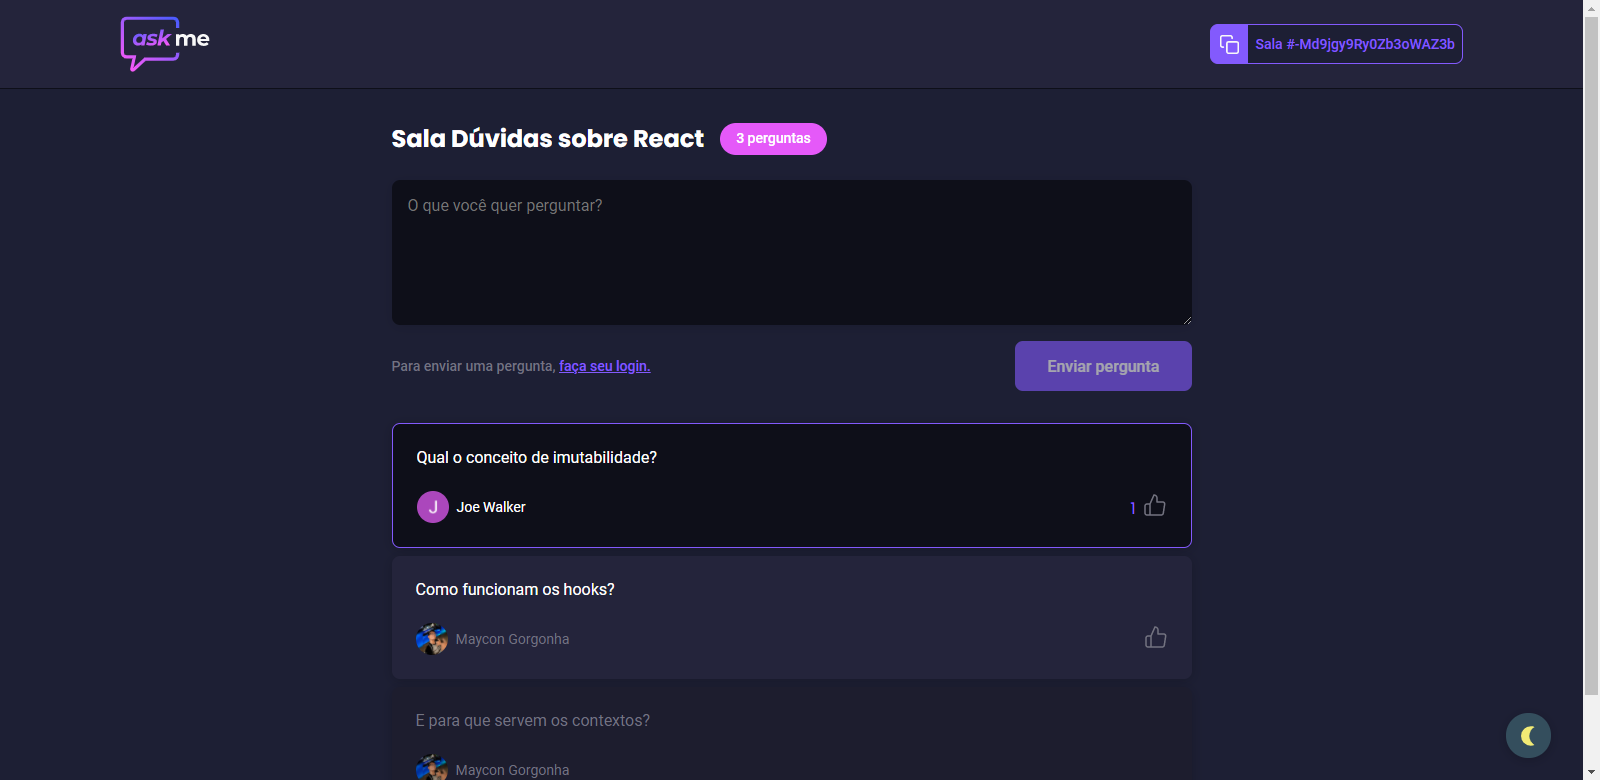 ask me
Sala #-Md9jgy9Ry0Zb3oWAZ3b
Sala Dúvidas sobre React
3 perguntas
O que você quer perguntar?
Para enviar uma pergunta, faça seu login.
Enviar pergunta
Qual o conceito de imutabilidade?
J
Joe Walker
1
Como funcionam os hooks?
Maycon Gorgonha
E para que servem os contextos?
Maycon Gorgonha